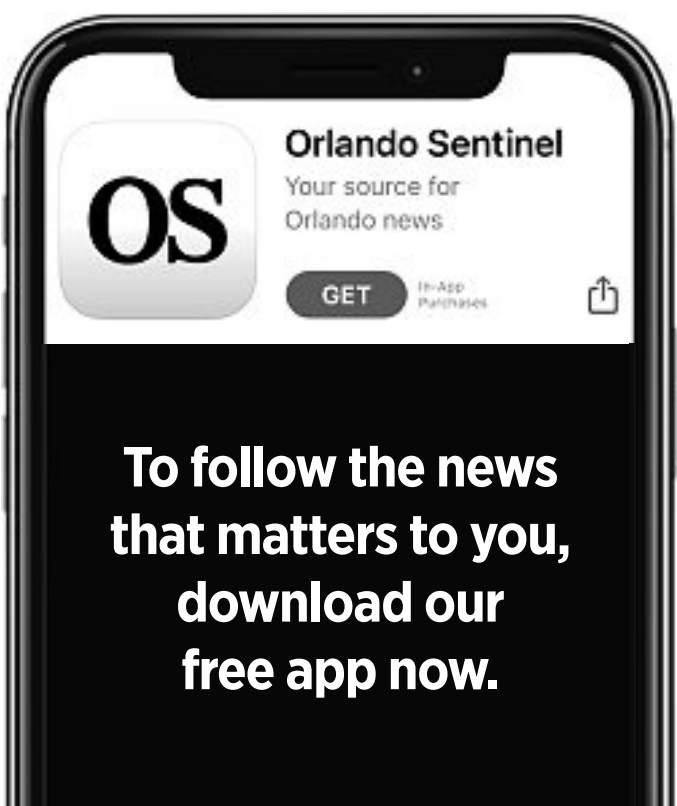 OS
Orlando Sentinel
Your source for
Orlando news
GET
In-App
Purchases
To follow the news
that matters to you,
download our
free app now.